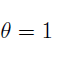 θ = 1